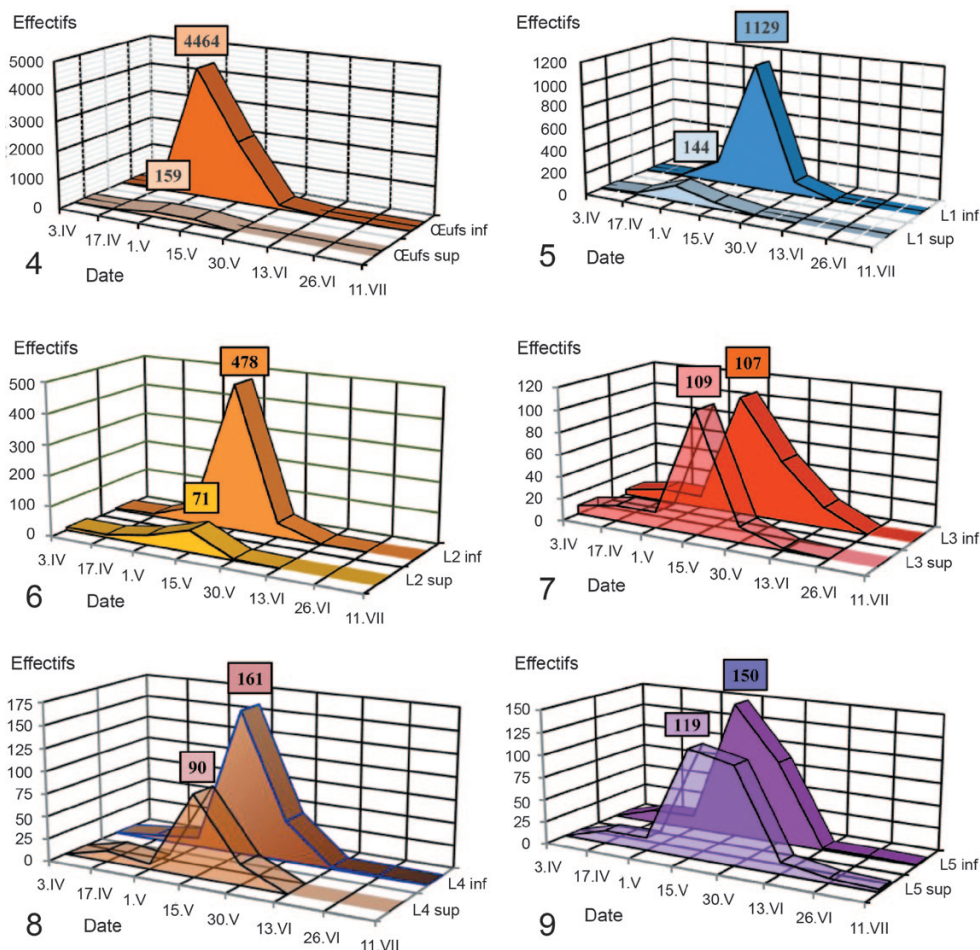 Effectifs
4464
5000
4000
3000
2000
1000
0
159
3.IV
17.IV
1.V
15.V
30.V
13.VI
26.VI
11.VII
Œufs inf
Œufs sup
4
Date
Effectifs
1129
1200
1000
800
600
400
200
0
144
3.IV
17.IV
1.V
15.V
30.V
13.VI
26.VI
11.VII
L1 inf
L1 sup
5
Date
Effectifs
478
500
400
300
200
100
0
71
3.IV
17.IV
1.V
15.V
30.V
13.VI
26.VI
11.VII
L2 inf
L2 sup
6
Date
Effectifs
109
107
120
100
80
60
40
20
0
3.IV
17.IV
1.V
15.V
30.V
13.VI
26.VI
11.VII
L3 inf
L3 sup
7
Date
Effectifs
161
175
150
125
100
75
50
25
0
90
3.IV
17.IV
1.V
15.V
30.V
13.VI
26.VI
11.VII
L4 inf
L4 sup
8
Date
Effectifs
150
119
150
125
100
75
50
25
0
3.IV
17.IV
1.V
15.V
30.V
13.VI
26.VI
11.VII
L5 inf
L5 sup
9
Date